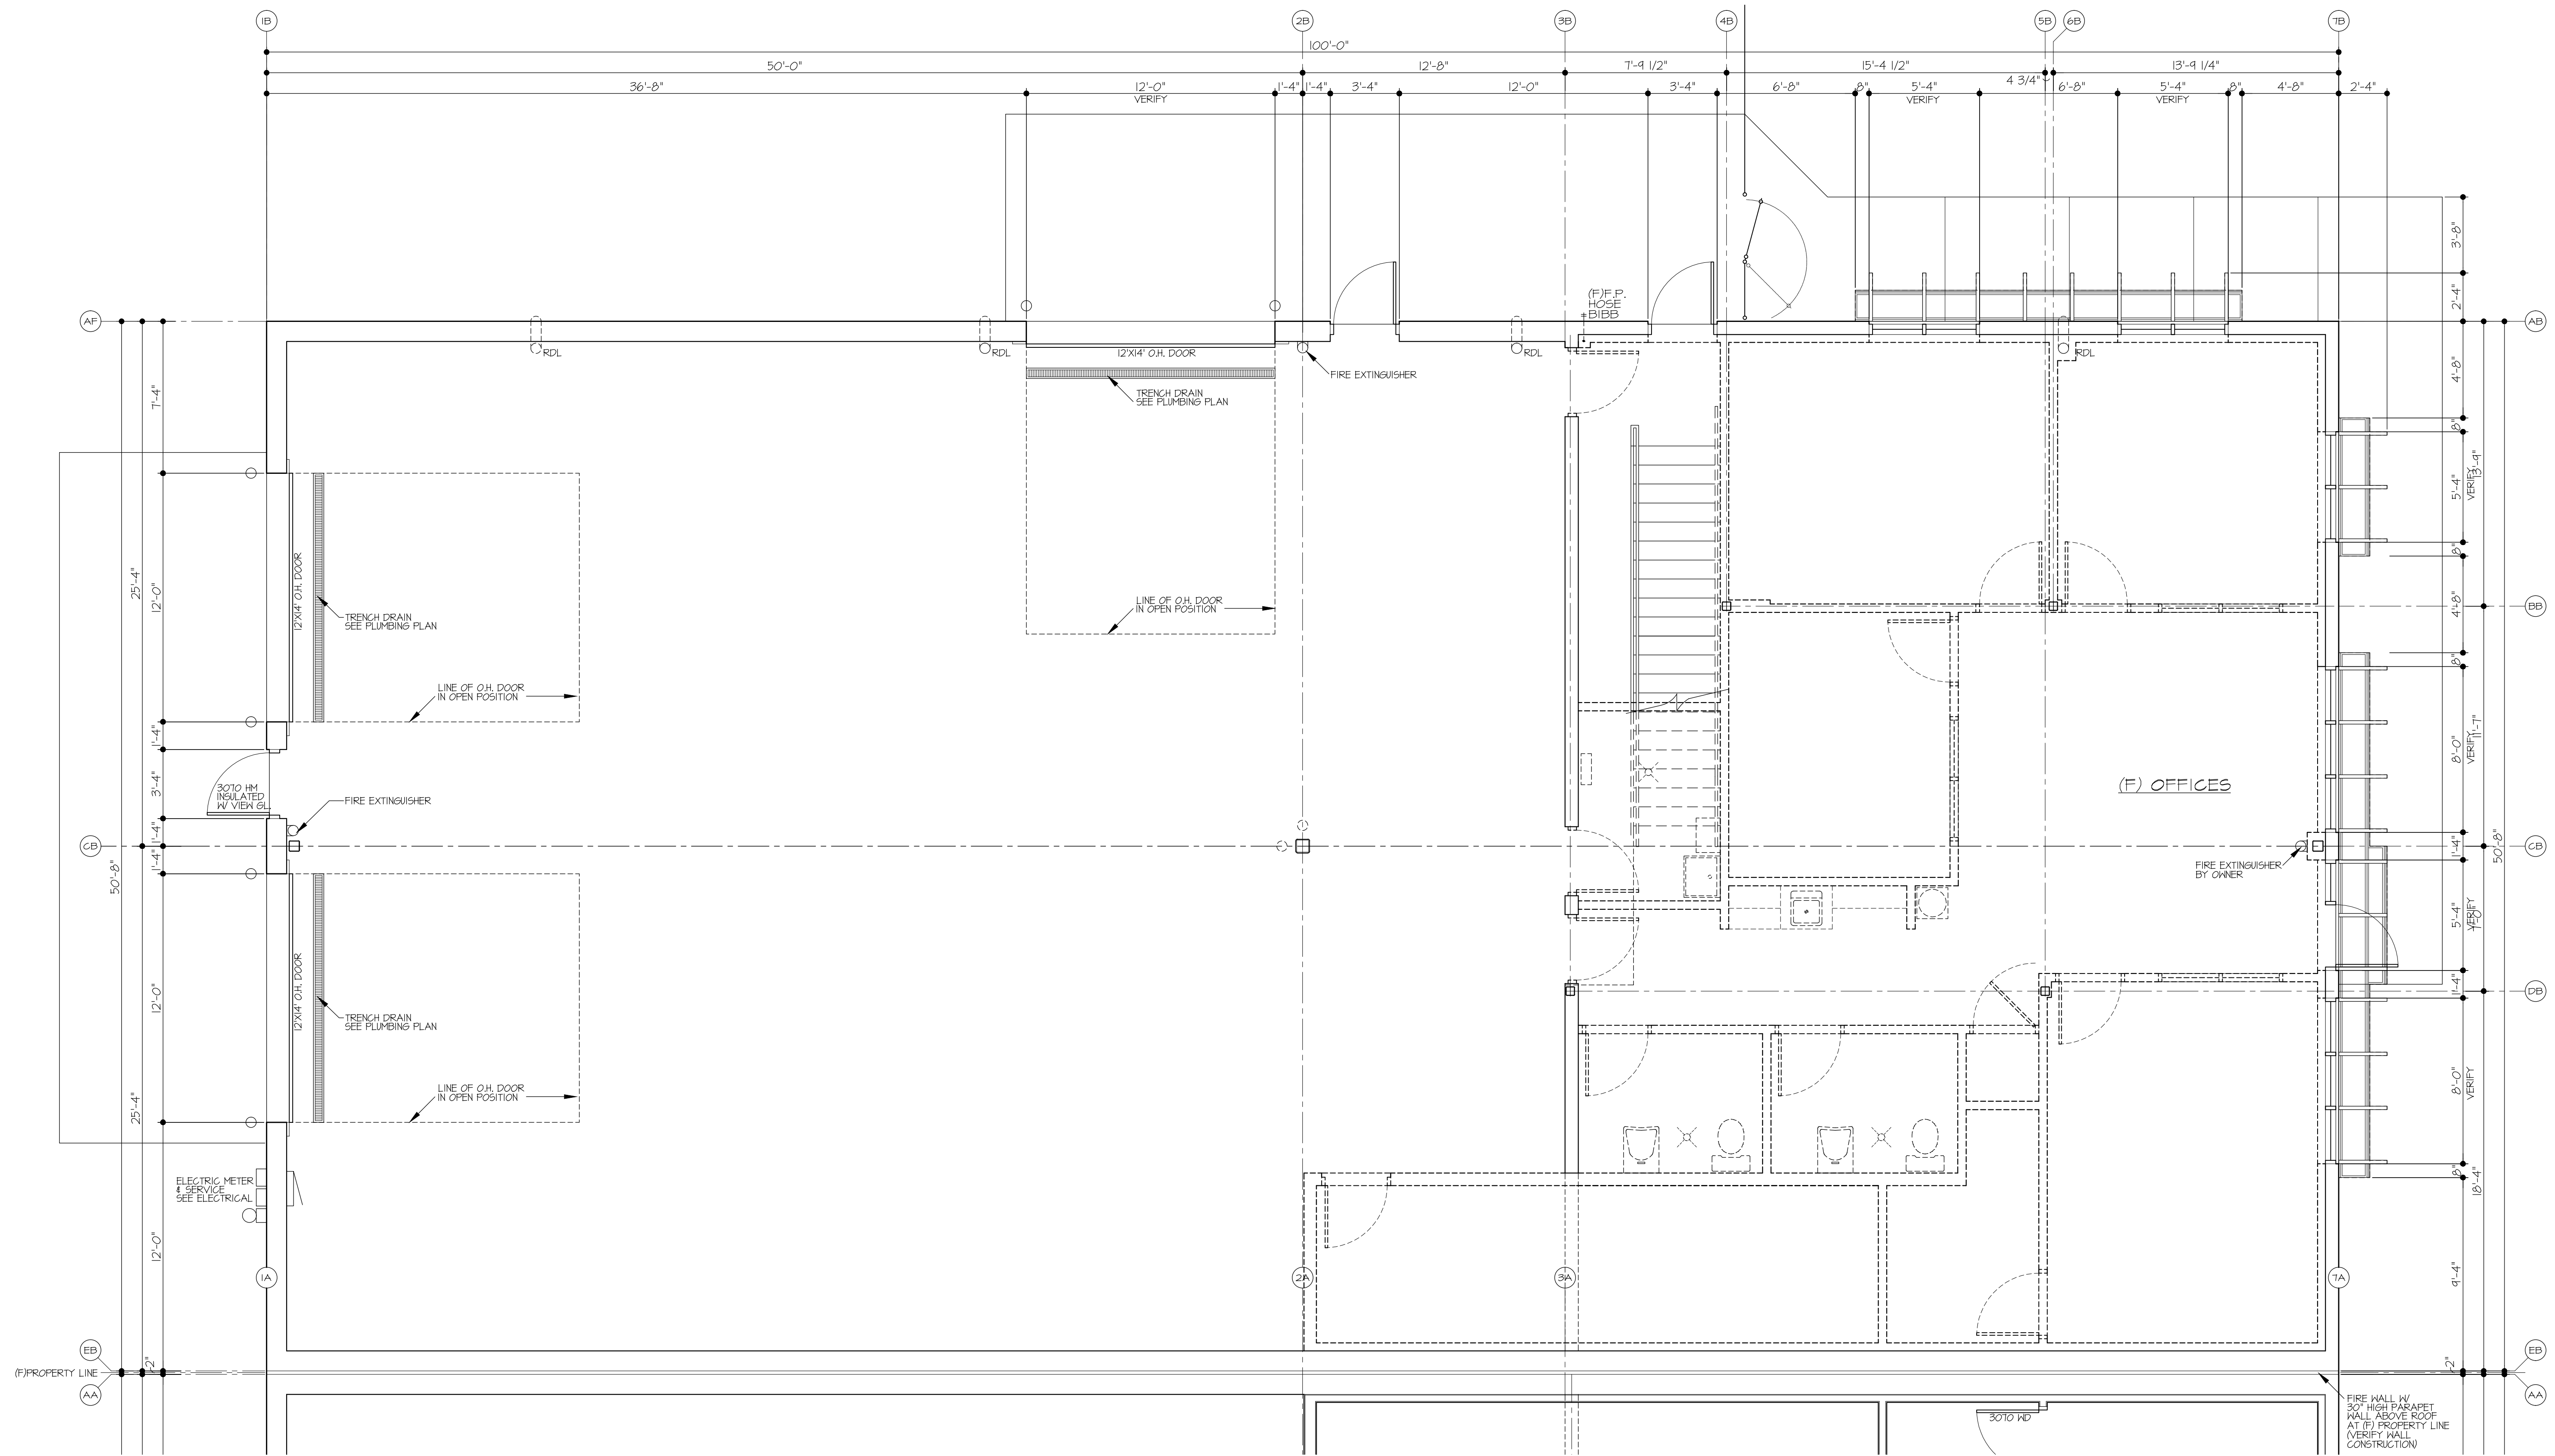 1B
2B
3B
4B
5B
6B
7B
100'-0"
50'-0"
12'-8"
7'-9 1/2"
15'-4 1/2"
4 3/4"
13'-9 1/4"
36'-8"
12'-0"
VERIFY
1'-4"
1'-4"
3'-4"
12'-0"
3'-4"
6'-8"
8"
5'-4"
VERIFY
6'-8"
5'-4"
VERIFY
8"
4'-8"
2'-4"
3'-8"
2'-4"
(F)F.P.
HOSE
BIBB
AF
AB
RDL
RDL
12'X14' O.H. DOOR
RDL
RDL
FIRE EXTINGUISHER
TRENCH DRAIN
SEE PLUMBING PLAN
7'-4"
4'-8"
8"
5'-4"
VERIFY
13'-9"
8"
25'-4"
12'-0"
12'X14' O.H. DOOR
TRENCH DRAIN
SEE PLUMBING PLAN
LINE OF O.H. DOOR
IN OPEN POSITION
4'-8"
BB
8"
LINE OF O.H. DOOR
IN OPEN POSITION
1'-4"
3'-4"
3070 HM
INSULATED
W/ VIEW GL.
FIRE EXTINGUISHER
(F) OFFICES
8'-0"
VERIFY
11'-7"
1'-4"
CB
1'-4"
50'-8"
FIRE EXTINGUISHER
BY OWNER
1'-4"
CB
50'-8"
5'-4"
VERIFY
7'-0"
12'-0"
12'X14' O.H. DOOR
TRENCH DRAIN
SEE PLUMBING PLAN
1'-4"
DB
25'-4"
LINE OF O.H. DOOR
IN OPEN POSITION
8'-0"
VERIFY
8"
18'-4"
ELECTRIC METER
& SERVICE
SEE ELECTRICAL
12'-0"
9'-4"
1A
2A
3A
7A
EB
EB
2"
2"
(F)PROPERTY LINE
AA
AA
3070 WD
FIRE WALL W/
30" HIGH PARAPET
WALL ABOVE ROOF
AT (F) PROPERTY LINE
(VERIFY WALL
CONSTRUCTION)